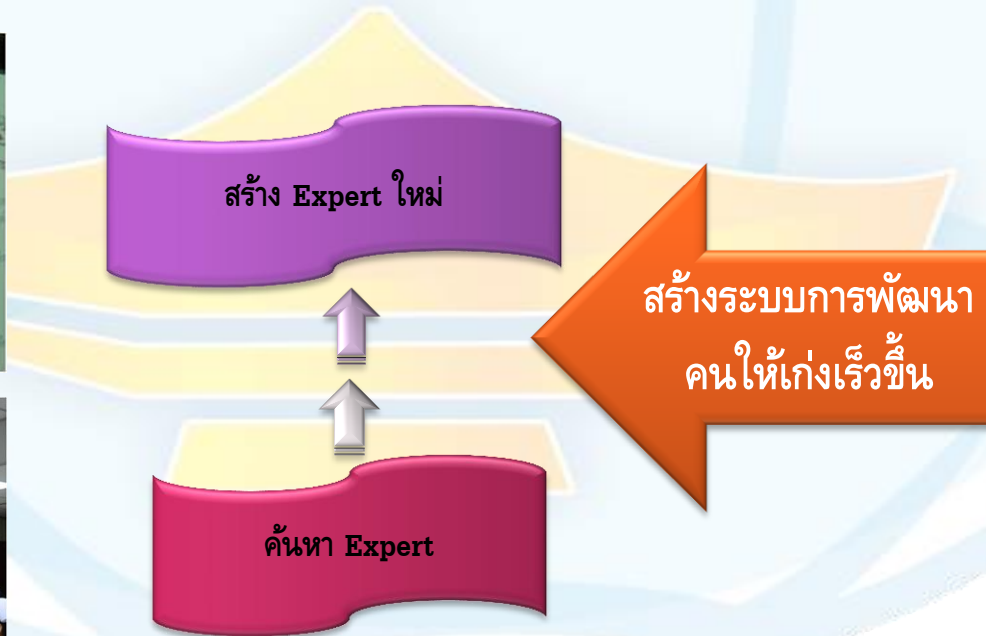 สร้าง Expert ใหม่
สร้างระบบการพัฒนา
คนให้เก่งเร็วขึ้น
ค้นหา Expert